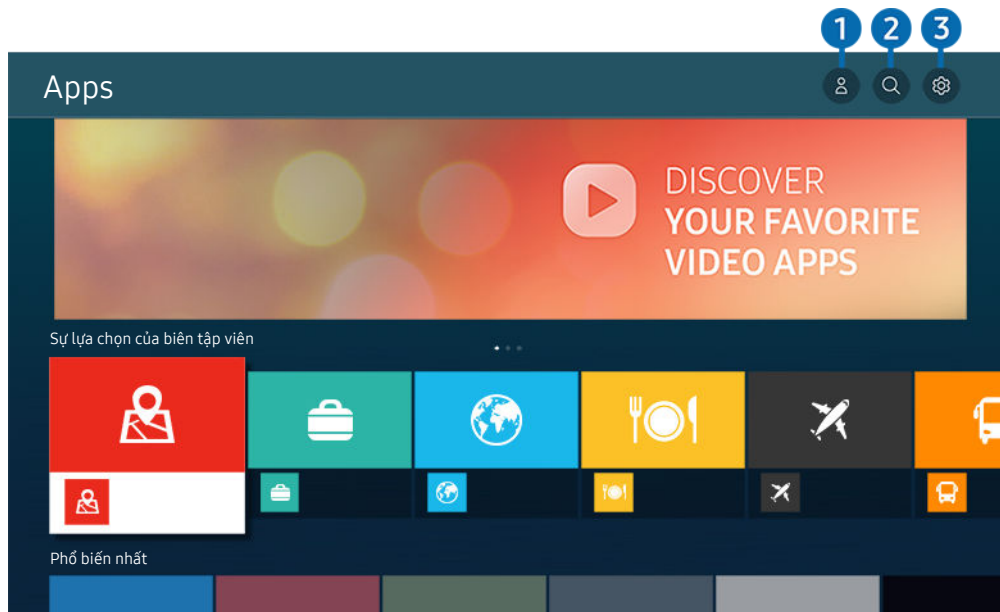 1 2 3
Apps
DISCOVER
YOUR FAVORITE
VIDEO APPS
Sự lựa chọn của biên tập viên
Phổ biến nhất